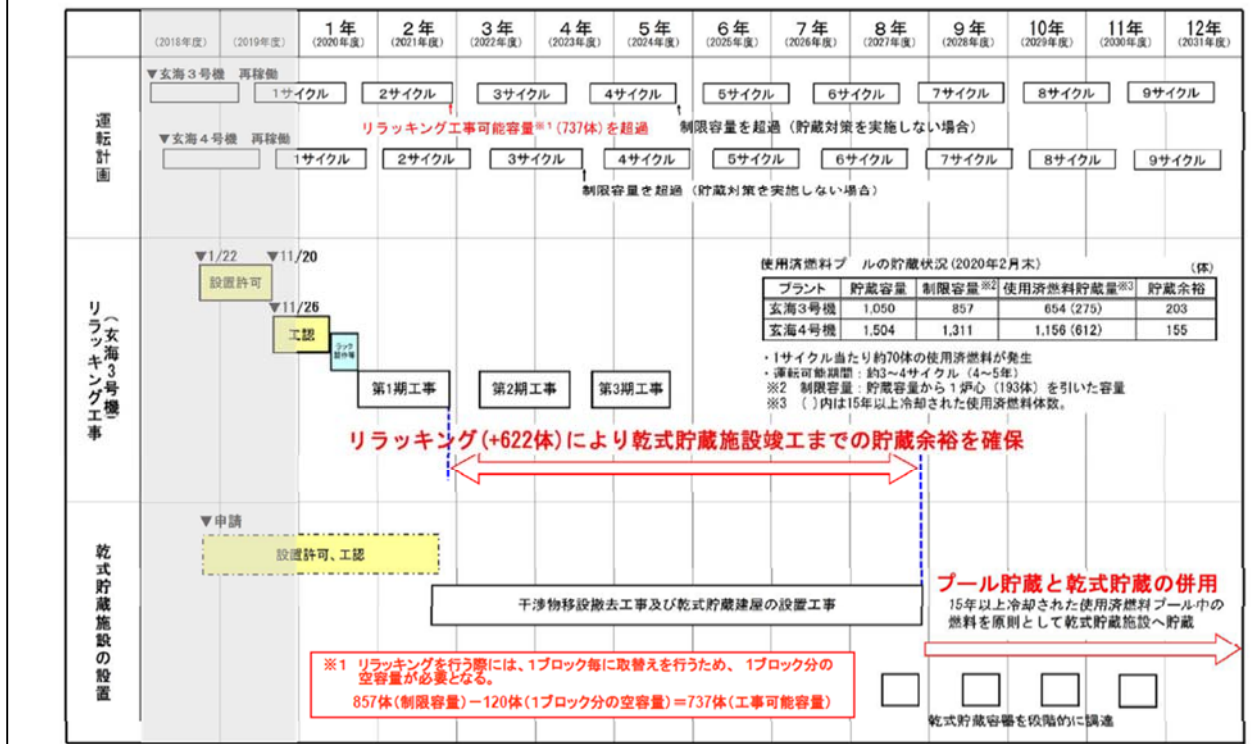 (2018年度) (2019年度) 1年 (2020年度) 2年 (2021年度) 3年 (2022年度) 4年 (2023年度) 5年 (2024年度) 6年 (2025年度) 7年 (2026年度) 8年 (2027年度) 9年 (2028年度) 10年 (2029年度) 11年 (2030年度) 12年 (2031年度)
運転計画
▼玄海3号機 再稼働
1サイクル 2サイクル 3サイクル 4サイクル 5サイクル 6サイクル 7サイクル 8サイクル 9サイクル
リラッキング工事可能容量※1(737体)を超過
制限容量を超過(貯蔵対策を実施しない場合)
▼玄海4号機 再稼働
1サイクル 2サイクル 3サイクル 4サイクル 5サイクル 6サイクル 7サイクル 8サイクル 9サイクル
制限容量を超過(貯蔵対策を実施しない場合)
リラッキング工事
(玄海3号機)
▼1/22 ▼11/20
設置許可
▼11/26
工認
ラック製作等
第1期工事 第2期工事 第3期工事
使用済燃料プールの貯蔵状況(2020年2月末)
(体)
プラント 貯蔵容量 制限容量※2 使用済燃料貯蔵量※3 貯蔵余裕
玄海3号機 1,050 857 654(275) 203
玄海4号機 1,504 1,311 1,156(612) 155
・1サイクル当たり約70体の使用済燃料が発生
・運転可能期間:約3~4サイクル(4~5年)
※2 制限容量:貯蔵容量から1炉心(193体)を引いた容量
※3 ( )内は15年以上冷却された使用済燃料体数。
リラッキング(+622体)により乾式貯蔵施設竣工までの貯蔵余裕を確保
乾式貯蔵施設の設置
▼申請
設置許可、工認
干渉物移設撤去工事及び乾式貯蔵建屋の設置工事
プール貯蔵と乾式貯蔵の併用
15年以上冷却された使用済燃料プール中の
燃料を原則として乾式貯蔵施設へ貯蔵
※1 リラッキングを行う際には、1ブロック毎に取替えを行うため、1ブロック分の
空容量が必要となる。
857体(制限容量)-120体(1ブロック分の空容量)=737体(工事可能容量)
乾式貯蔵容器を段階的に調達